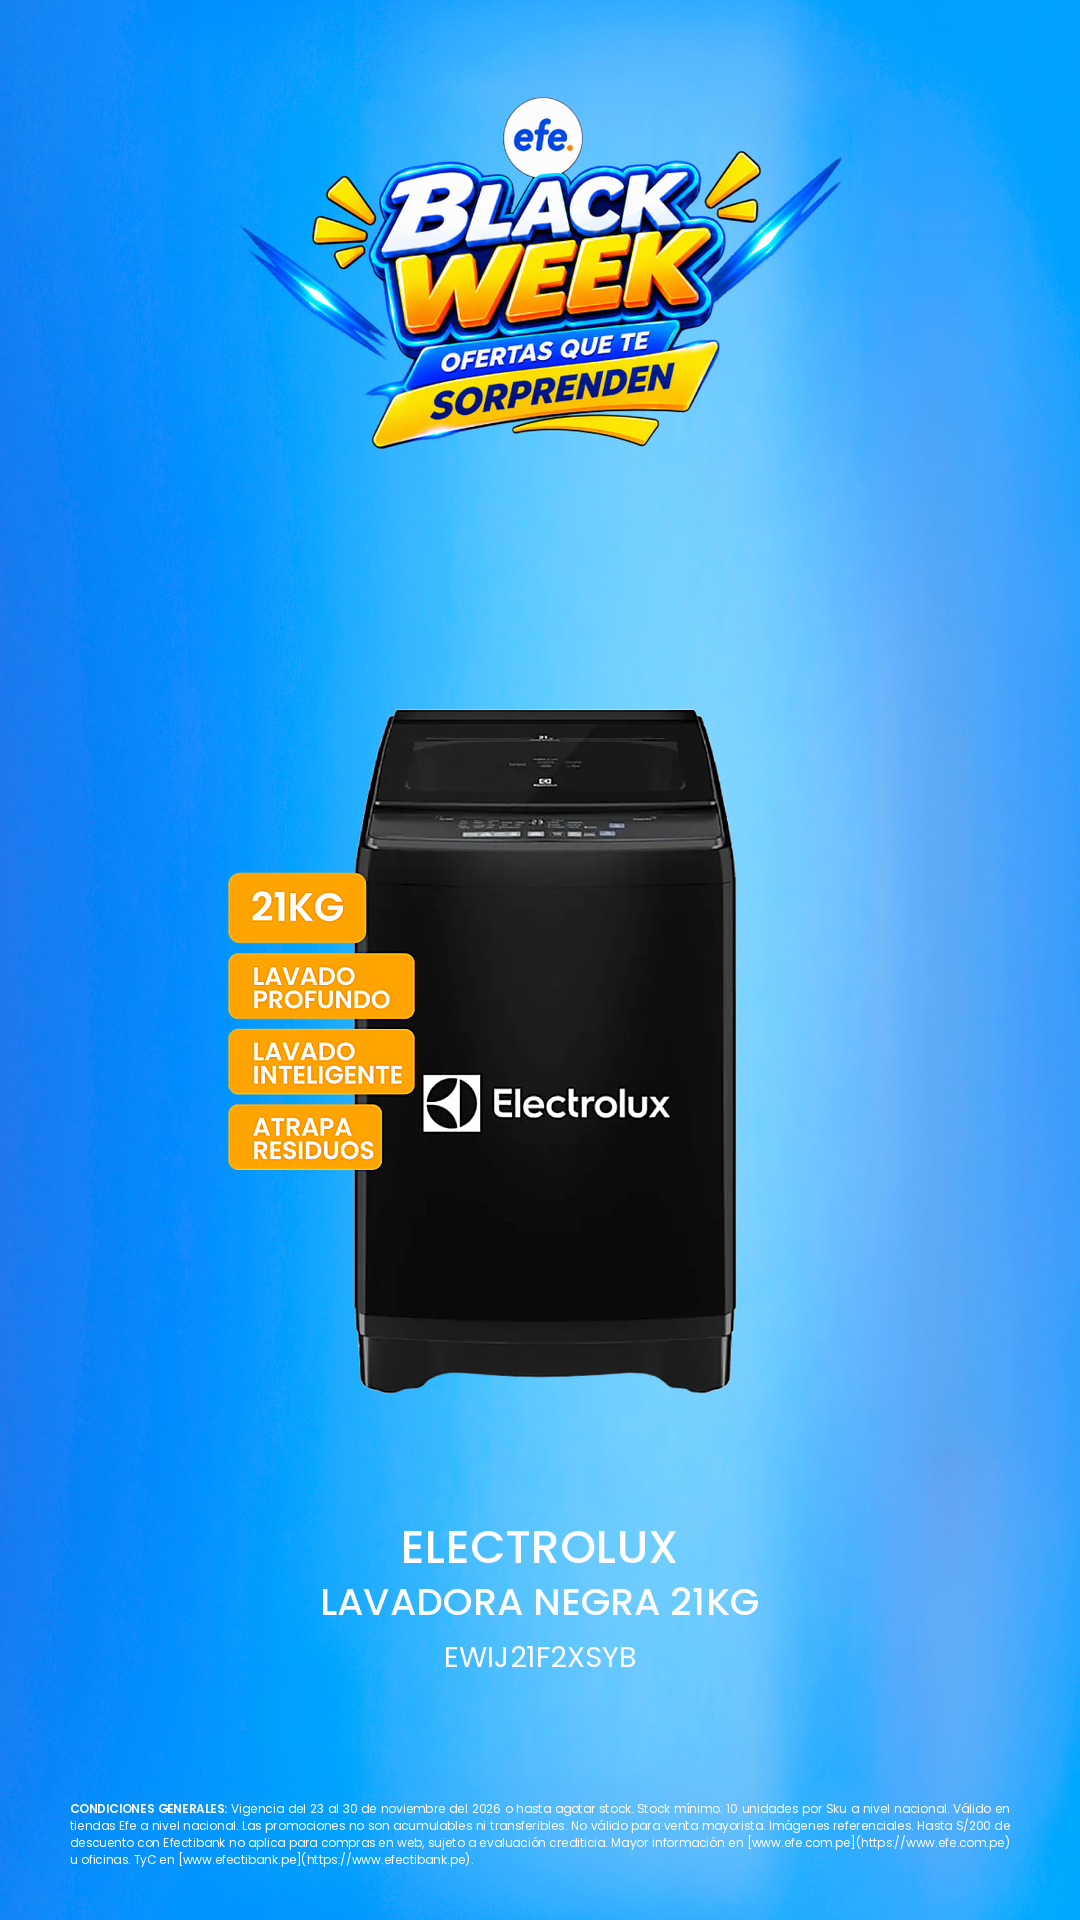 efe.
BLACK
WEEK
OFERTAS QUE TE
SORPRENDEN
21
Electrolux
23
21KG
LAVADO
PROFUNDO
LAVADO
INTELIGENTE
ATRAPA
RESIDUOS
Electrolux
ELECTROLUX
LAVADORA NEGRA 21KG
EWIJ21F2XSYB
CONDICIONES GENERALES: Vigencia del 23 al 30 de noviembre del 2026 o hasta agotar stock. Stock mínimo: 10 unidades por Sku a nivel nacional. Válido en
tiendas Efe a nivel nacional. Las promociones no son acumulables ni transferibles. No válido para venta mayorista. Imágenes referenciales. Hasta S/200 de
descuento con Efectibank no aplica para compras en web, sujeto a evaluación crediticia. Mayor información en [www.efe.com.pe](https://www.efe.com.pe)
u oficinas. TyC en [www.efectibank.pe](https://www.efectibank.pe).